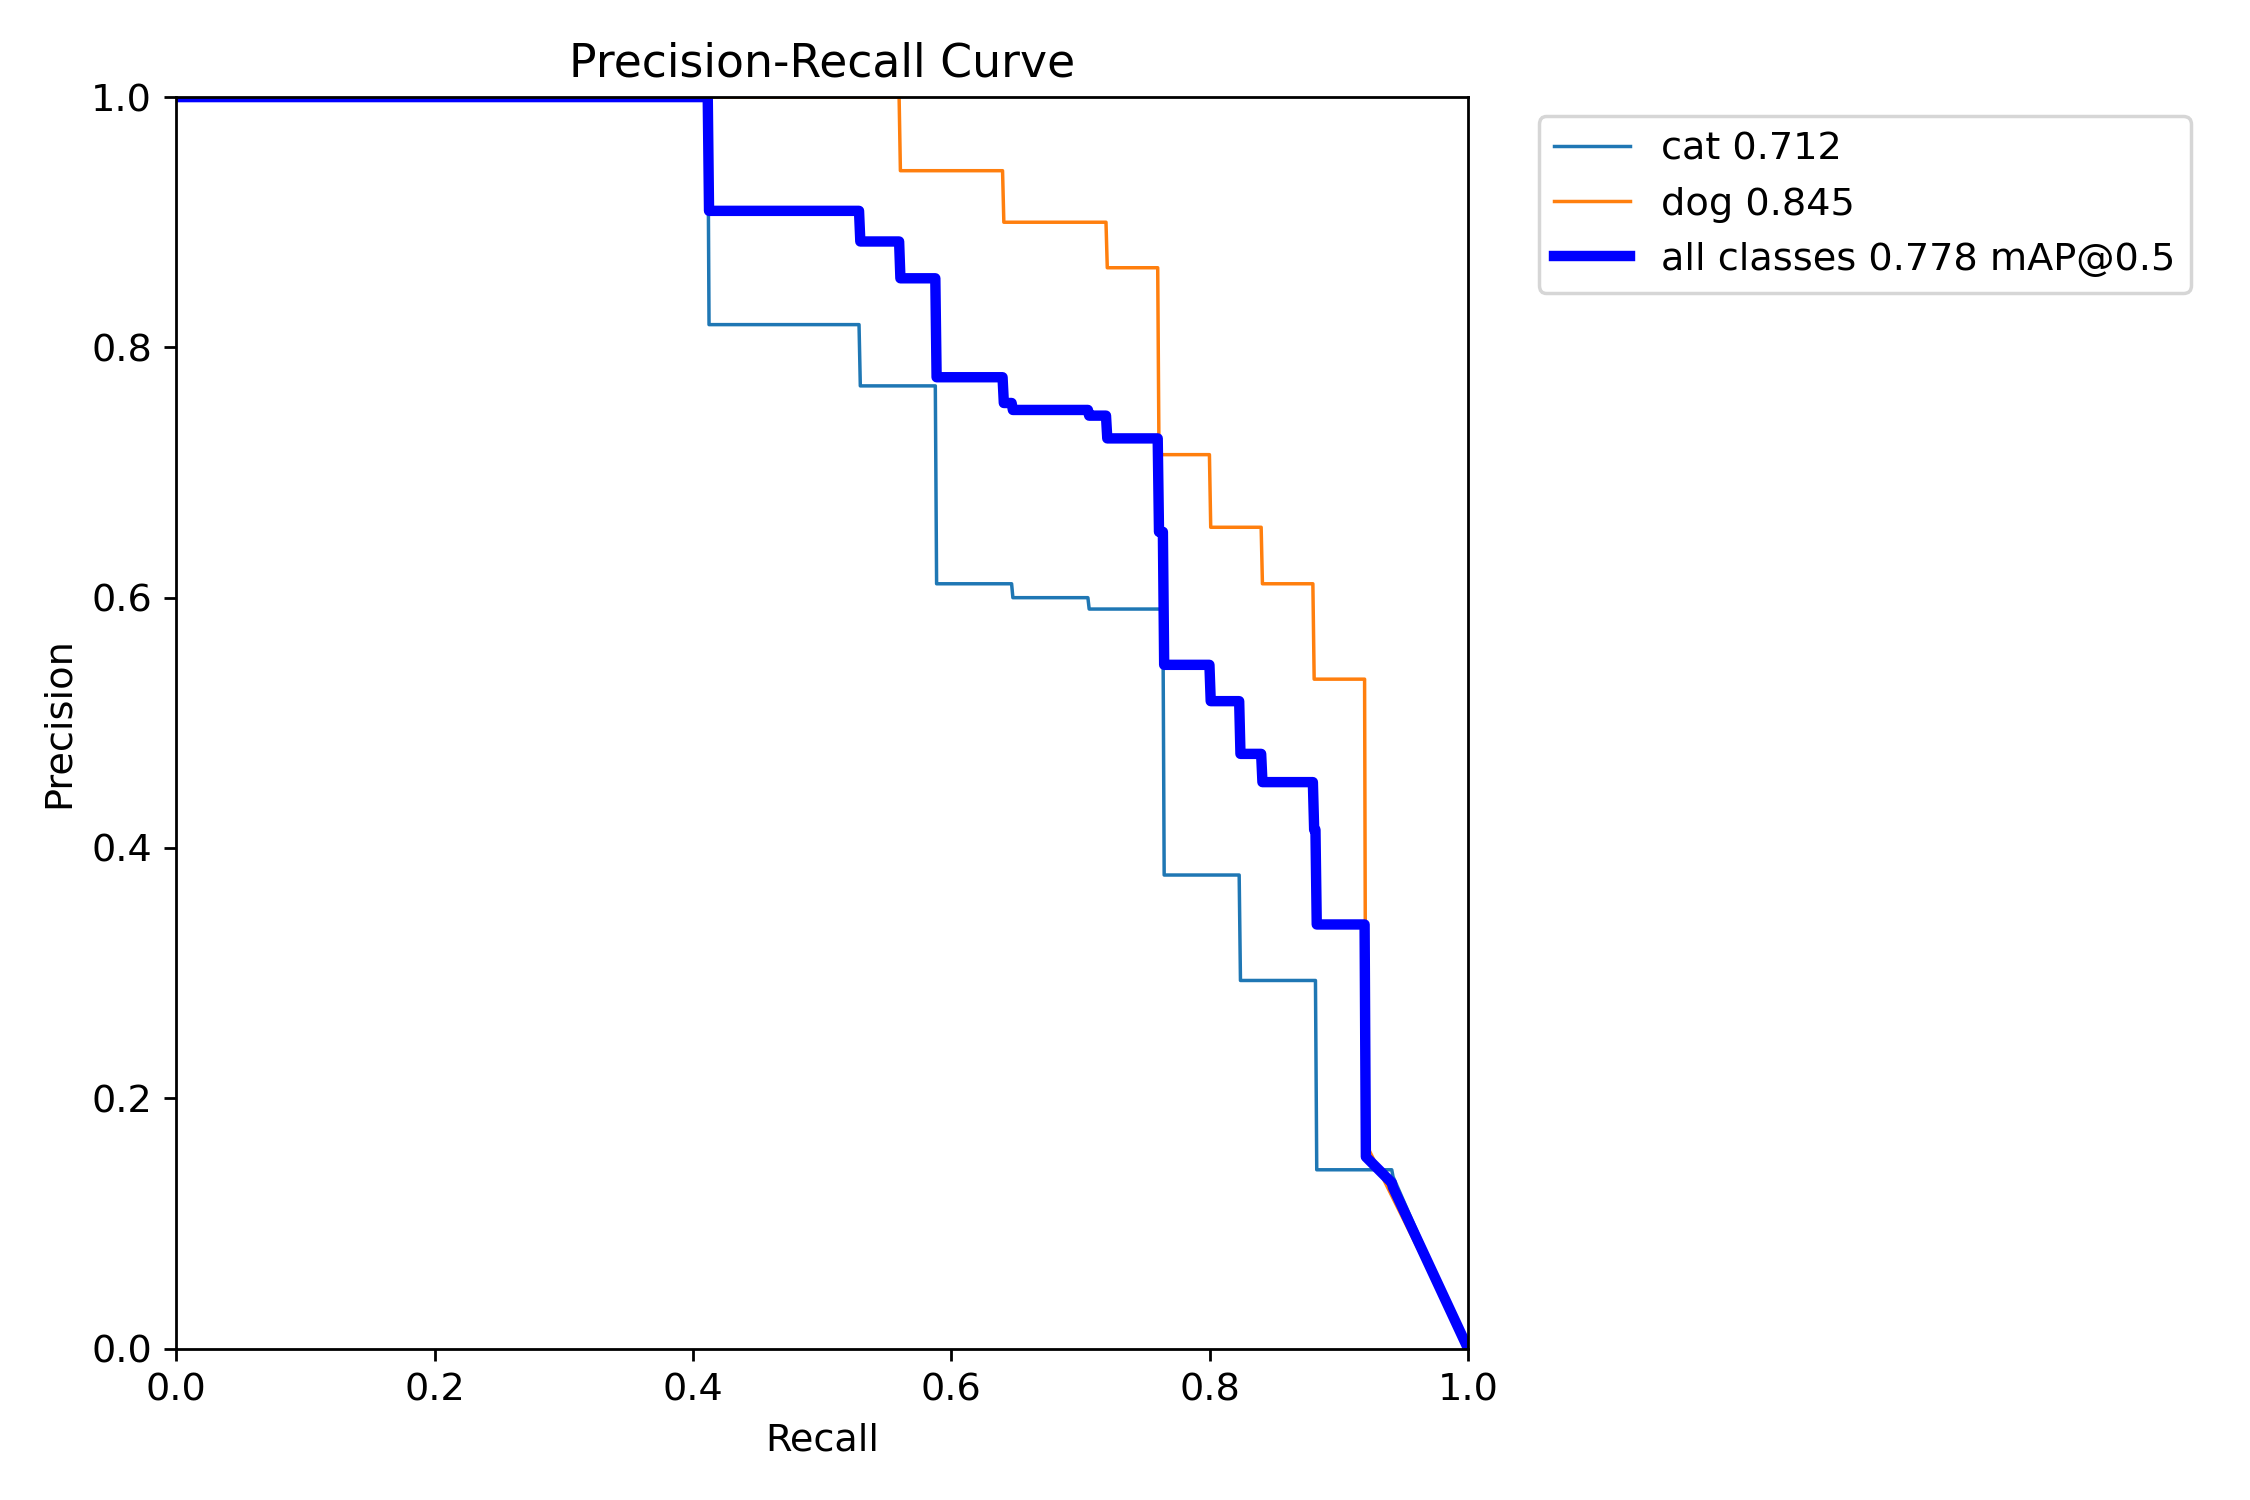 Precision-Recall Curve
1.0
0.8
0.6
0.4
0.2
0.0
Precision
0.0 0.2 0.4 0.6 0.8 1.0
Recall
cat 0.712
dog 0.845
all classes 0.778 mAP@0.5